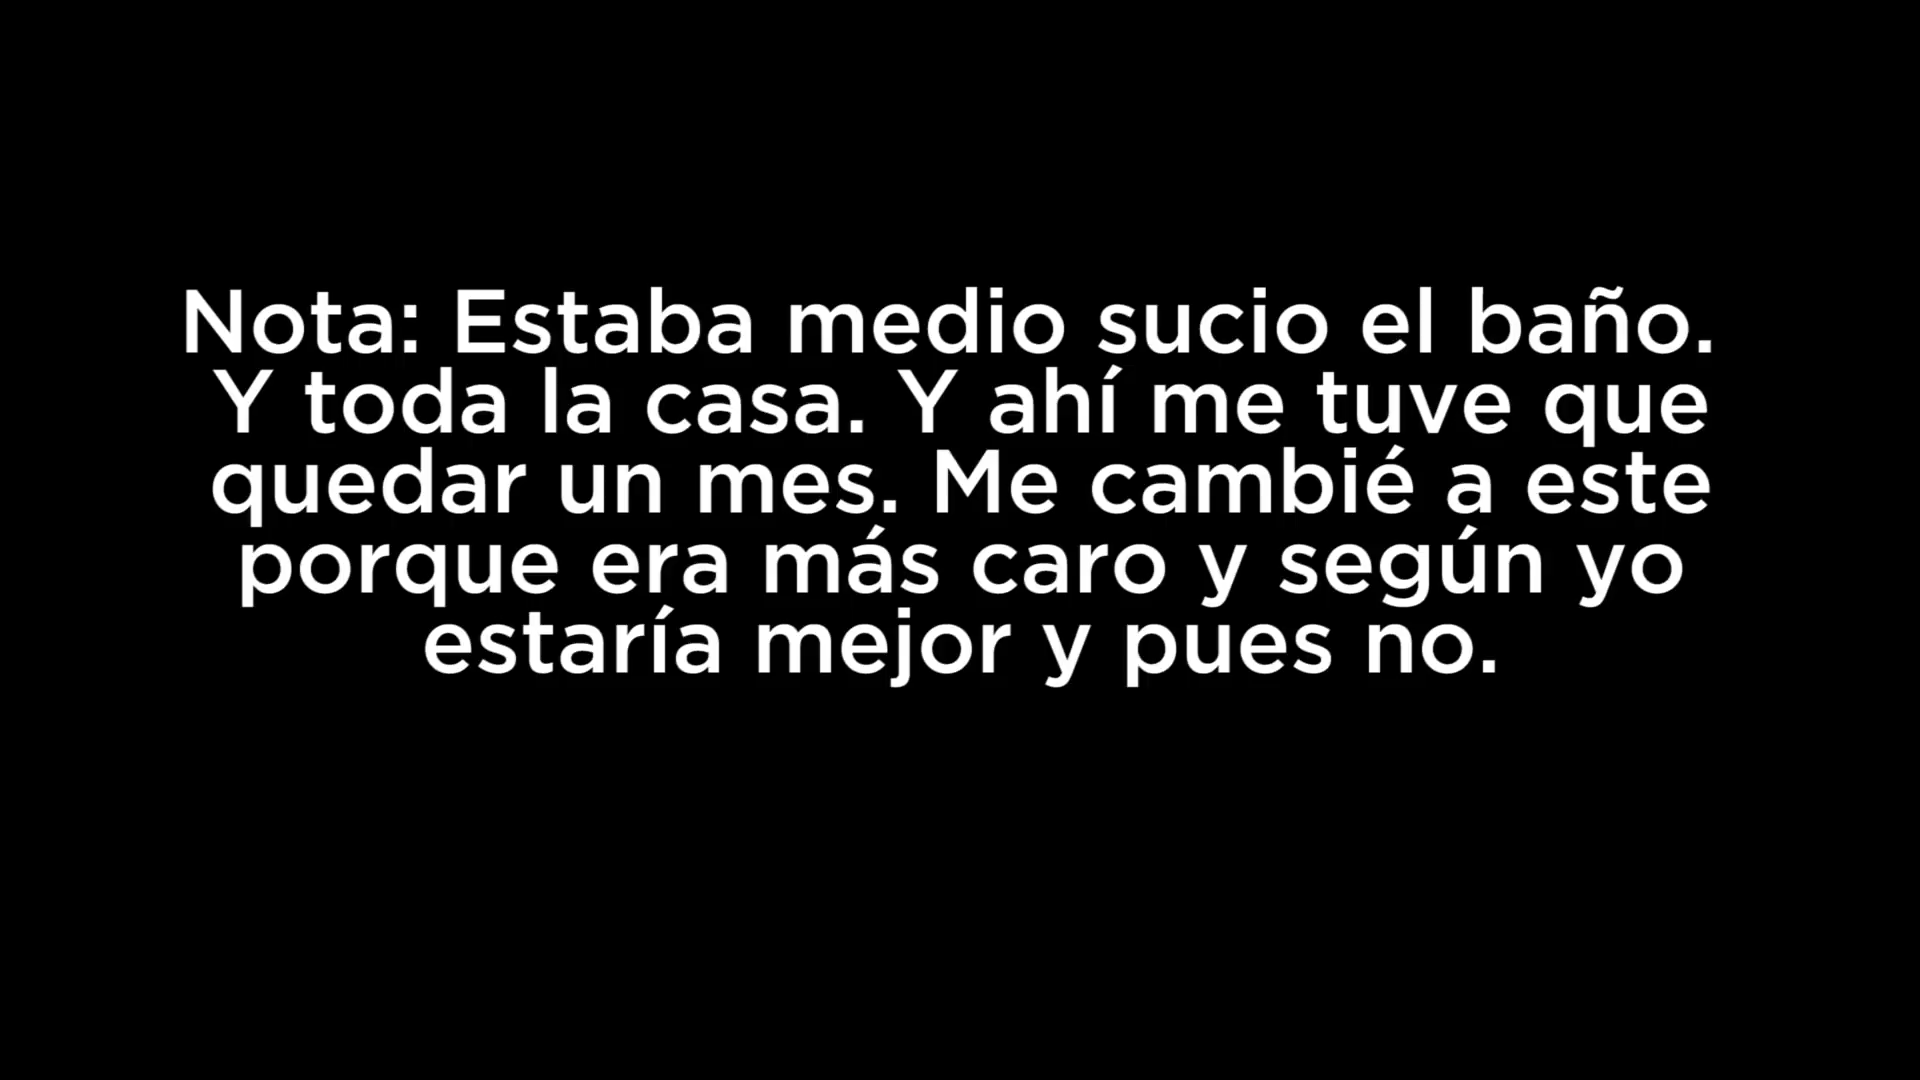 Nota: Estaba medio sucio el baño.
Y toda la casa. Y ahí me tuve que
quedar un mes. Me cambié a este
porque era más caro y según yo
estaría mejor y pues no.